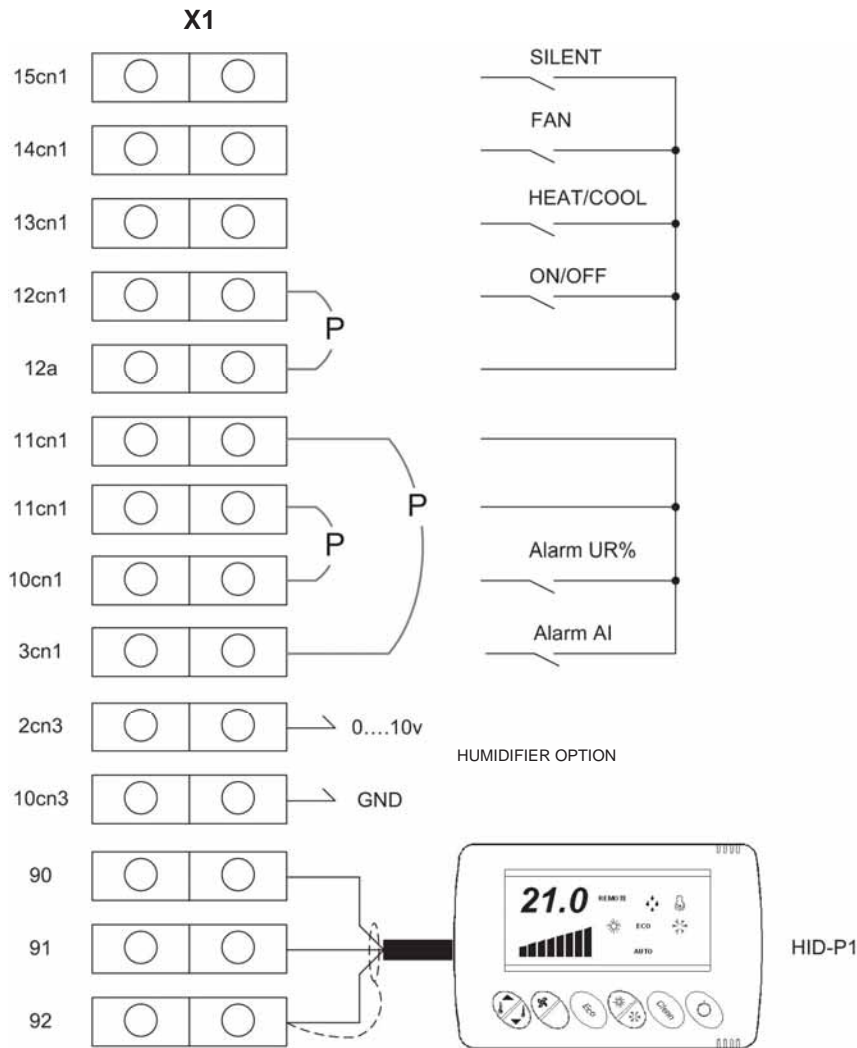 X1
15cn1
SILENT
14cn1
FAN
13cn1
HEAT/COOL
12cn1
ON/OFF
P
12a
11cn1
11cn1
P
P
Alarm UR%
10cn1
3cn1
Alarm AI
2cn3
0....10v
HUMIDIFIER OPTION
10cn3
GND
90
21.0
REMOTE
ECO
AUTO
91
HID-P1
92
Eco
Clean